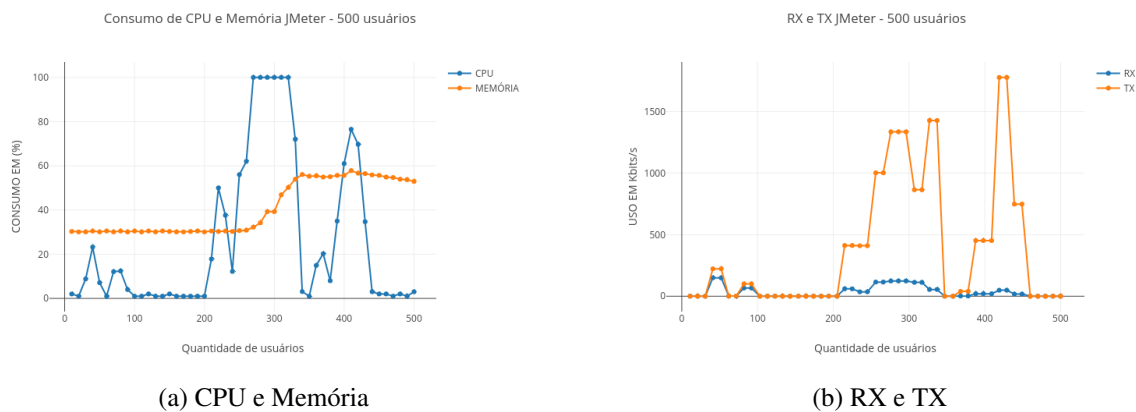 Consumo de CPU e Memória JMeter - 500 usuários
CPU
MEMÓRIA
CONSUMO EM (%)
100
80
60
40
20
0
0 100 200 300 400 500
Quantidade de usuários
(a) CPU e Memória
RX e TX JMeter - 500 usuários
RX
TX
USO EM Kbits/s
1500
1000
500
0
0 100 200 300 400 500
Quantidade de usuários
(b) RX e TX